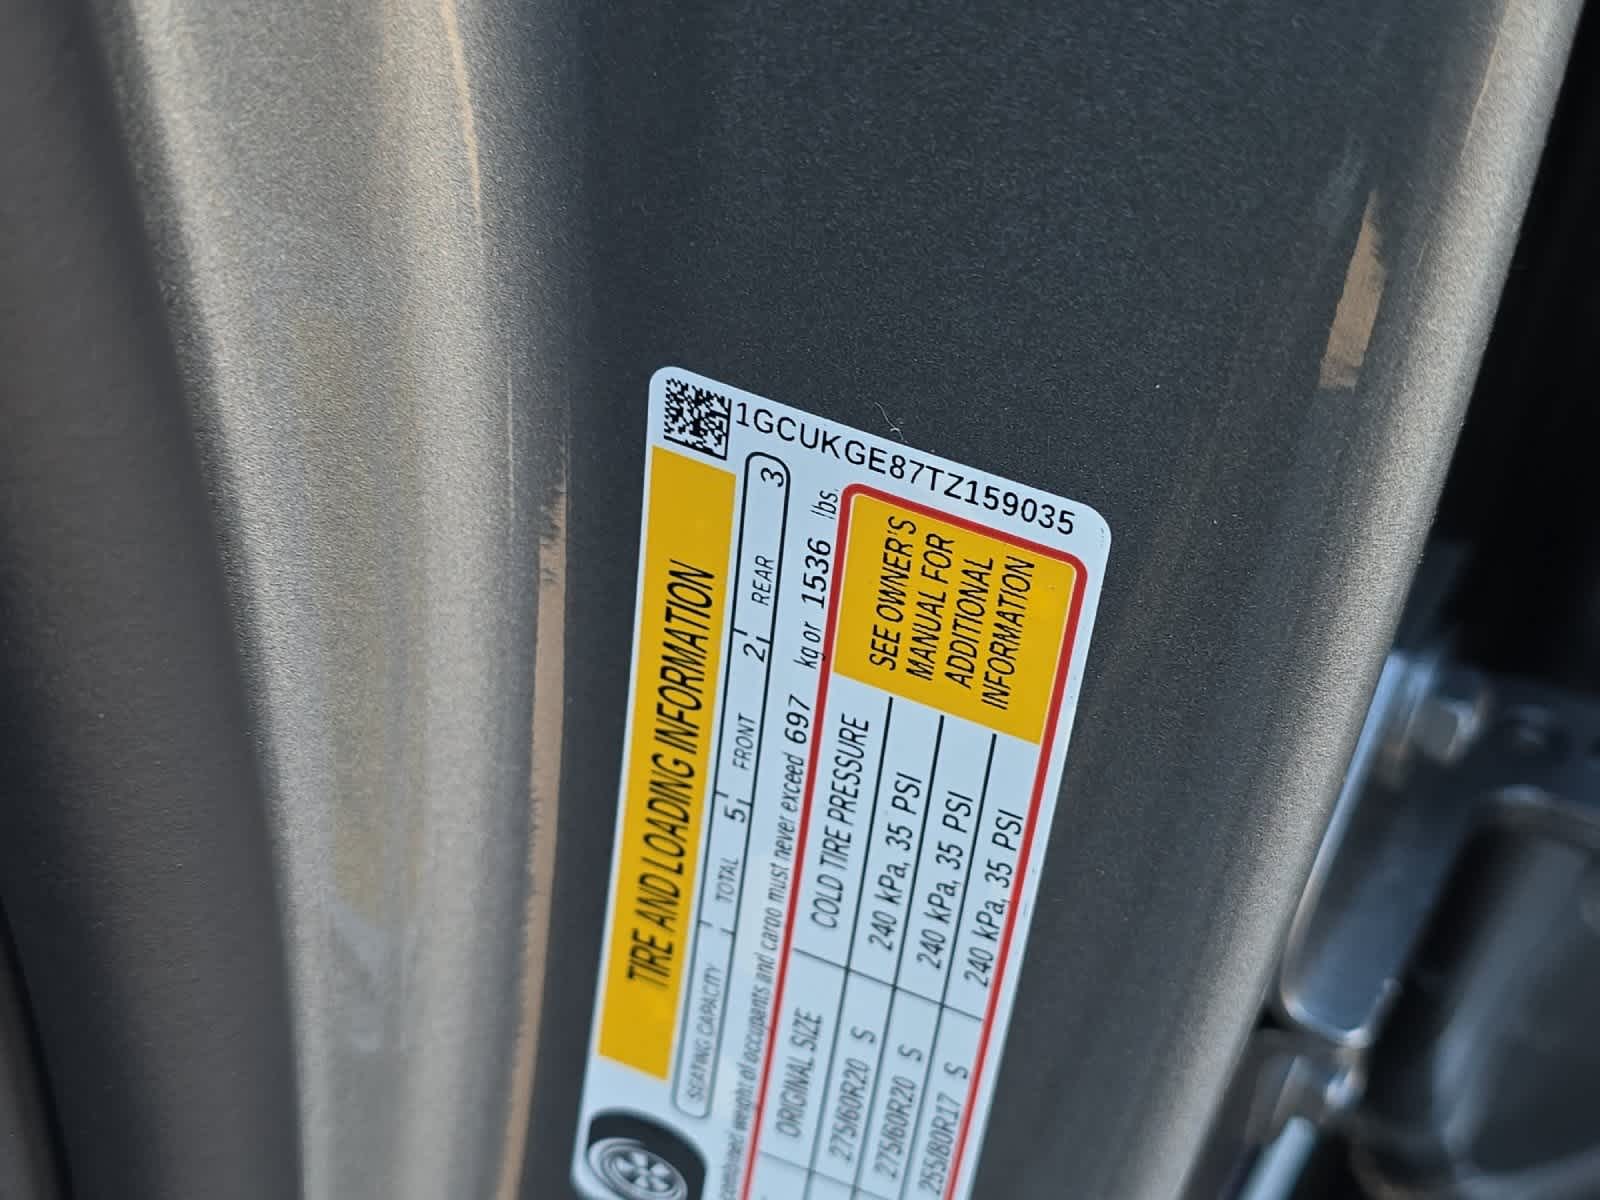 1GCUKGE87TZ159035
TIRE AND LOADING INFORMATION
SEATING CAPACITY TOTAL 5 FRONT 2 REAR 3
combined weight of occupants and cargo must never exceed 697 kg or 1536 lbs.
ORIGINAL SIZE COLD TIRE PRESSURE
275/60R20 S 240 kPa, 35 PSI
275/60R20 S 240 kPa, 35 PSI
255/80R17 S 240 kPa, 35 PSI
SEE OWNER'S
MANUAL FOR
ADDITIONAL
INFORMATION